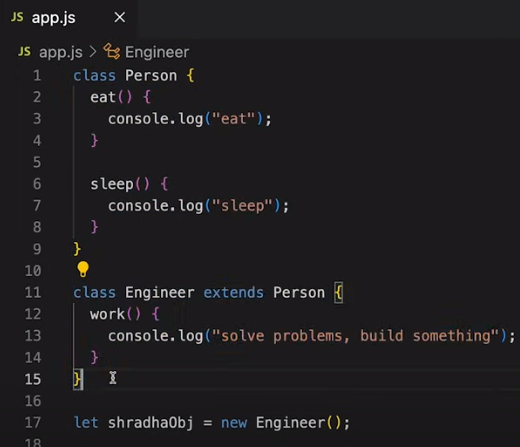 JS app.js ×
JS app.js > Engineer
1 class Person {
2 eat() {
3 console.log("eat");
4 }
5
6 sleep() {
7 console.log("sleep");
8 }
9 }
10
11 class Engineer extends Person {
12 work() {
13 console.log("solve problems, build something");
14 }
15 }
16
17 let shradhaObj = new Engineer();
18